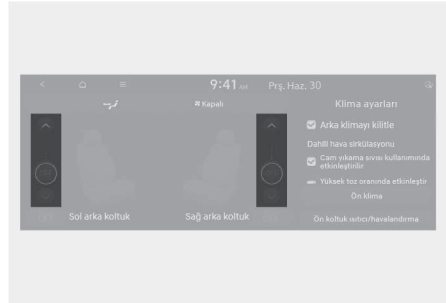 9:41 AM Prş. Haz. 30
Kapalı
Klima ayarları
Arka klimayı kilitle
Dahili hava sirkülasyonu
Cam yıkama sıvısı kullanımında
etkinleştirilir
Yüksek toz oranında etkinleştir
Ön klima
Sol arka koltuk
Sağ arka koltuk
Ön koltuk ısıtıcı/havalandırma